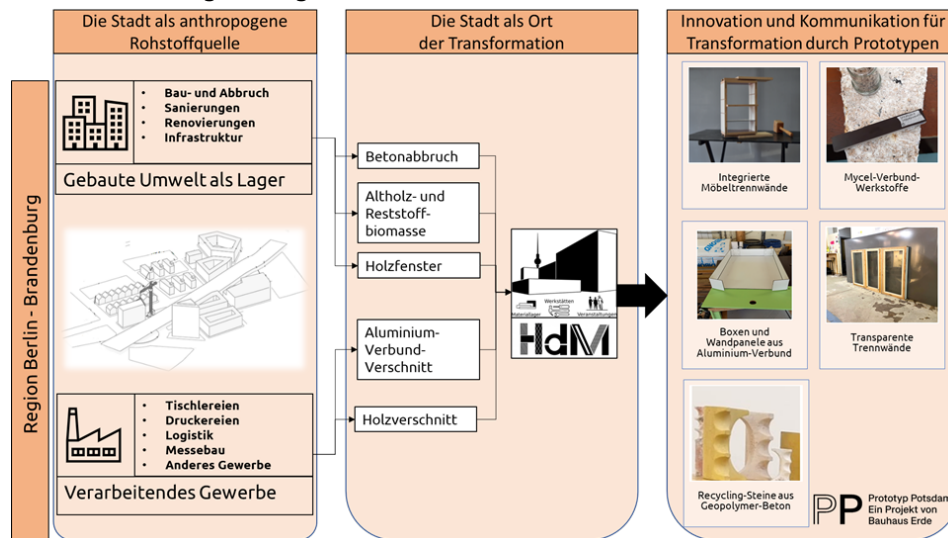 Die Stadt als anthropogene
Rohstoffquelle
Die Stadt als Ort
der Transformation
Innovation und Kommunikation für
Transformation durch Prototypen
Region Berlin - Brandenburg
• Bau- und Abbruch
• Sanierungen
• Renovierungen
• Infrastruktur
Gebaute Umwelt als Lager
• Tischlereien
• Druckereien
• Logistik
• Messebau
• Anderes Gewerbe
Verarbeitendes Gewerbe
Betonabbruch
Altholz- und
Reststoff-
biomasse
Holzfenster
Aluminium-
Verbund-
Verschnitt
Holzverschnitt
Werkstätten
Materiallager
Veranstaltungen
HdM
Integrierte
Möbeltrennwände
Mycel-Verbund-
Werkstoffe
Boxen und
Wandpanele aus
Aluminium-Verbund
Transparente
Trennwände
Recycling-Steine aus
Geopolymer-Beton
PP
Prototyp Potsdam
Ein Projekt von
Bauhaus Erde